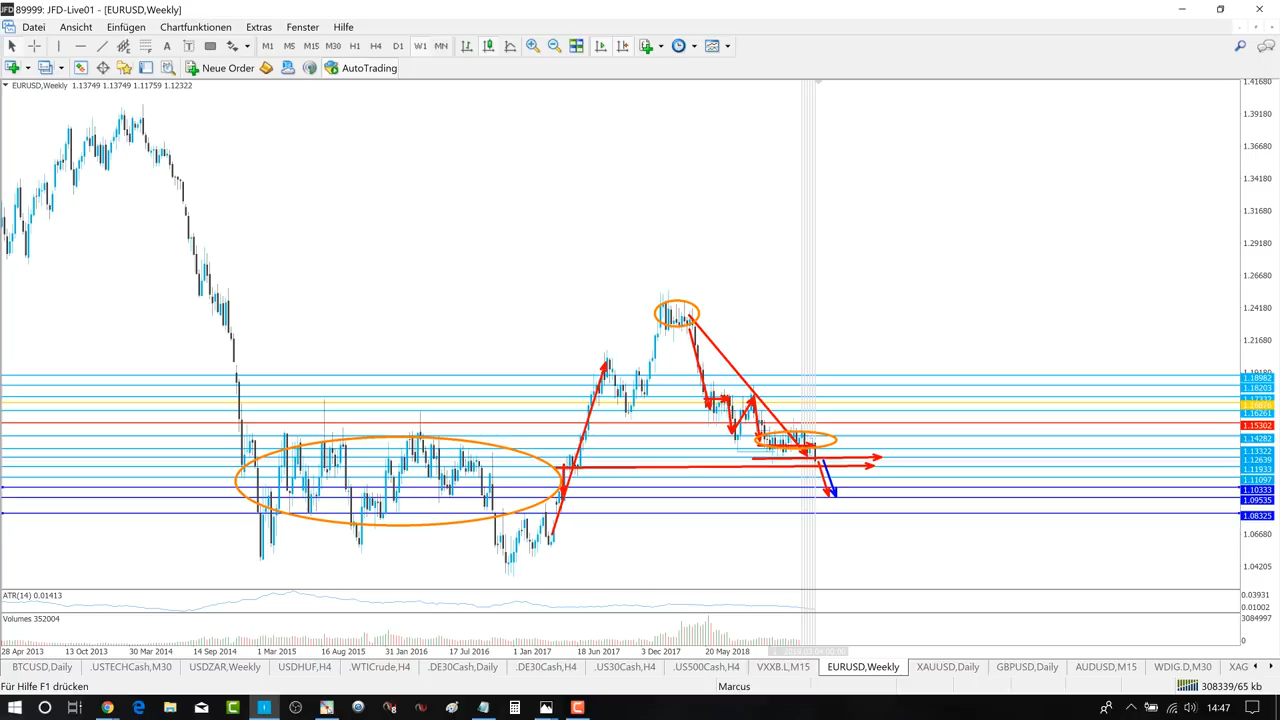 89999: JFD-Live01 - [EURUSD,Weekly]
Datei Ansicht Einfügen Chartfunktionen Extras Fenster Hilfe
A T M1 M5 M15 M30 H1 H4 D1 W1 MN
Neue Order AutoTrading
EURUSD,Weekly 1.13749 1.13749 1.11759 1.12322
1.41680
1.39180
1.36680
1.34180
1.31680
1.29180
1.26680
1.24180
1.21680
1.18982
1.18203
1.16261
1.15302
1.14282
1.13322
1.12639
1.11933
1.11097
1.10333
1.09535
1.08325
1.06680
1.04205
ATR(14) 0.01413
0.03931
0.01002
Volumes 352004
3084997
0
28 Apr 2013 13 Oct 2013 30 Mar 2014 14 Sep 2014 1 Mar 2015 16 Aug 2015 31 Jan 2016 17 Jul 2016 1 Jan 2017 18 Jun 2017 3 Dec 2017 20 May 2018
BTCUSD,Daily .USTECHCash,M30 USDZAR,Weekly USDHUF,H4 .WTICrude,H4 .DE30Cash,Daily .DE30Cash,H4 .US30Cash,H4 .US500Cash,H4 VXXB.L,M15 EURUSD,Weekly XAUUSD,Daily GBPUSD,Daily AUDUSD,M15 WDIG.D,M30 XAG
Für Hilfe F1 drücken Marcus 308339/65 kb
14:47